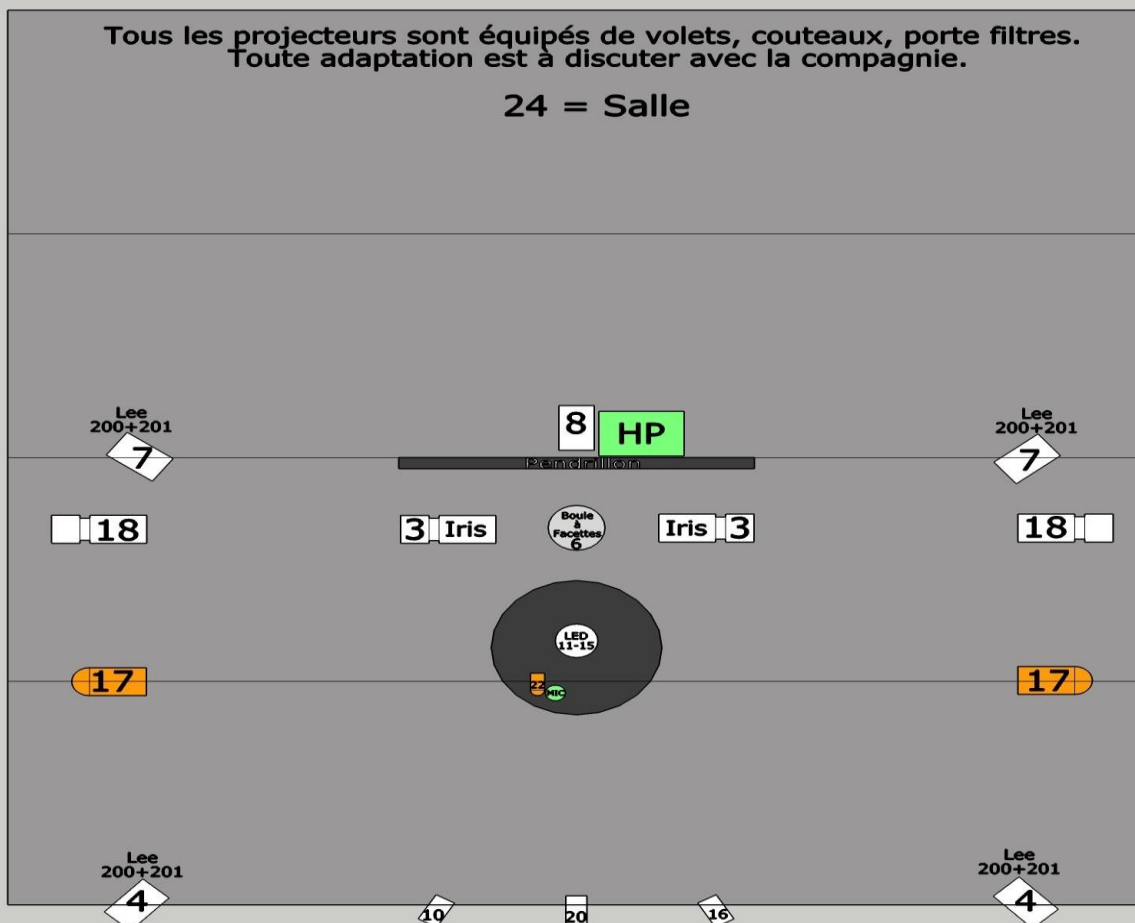 Tous les projecteurs sont équipés de volets, couteaux, porte filtres.
Toute adaptation est à discuter avec la compagnie.
24 = Salle
Lee
200+201
7
8
HP
Lee
200+201
7
Pendrillon
18
3 Iris
Boule
à
Facettes
6
Iris 3
18
LED
11-15
17
22
MIC
17
Lee
200+201
4
10
20
16
Lee
200+201
4